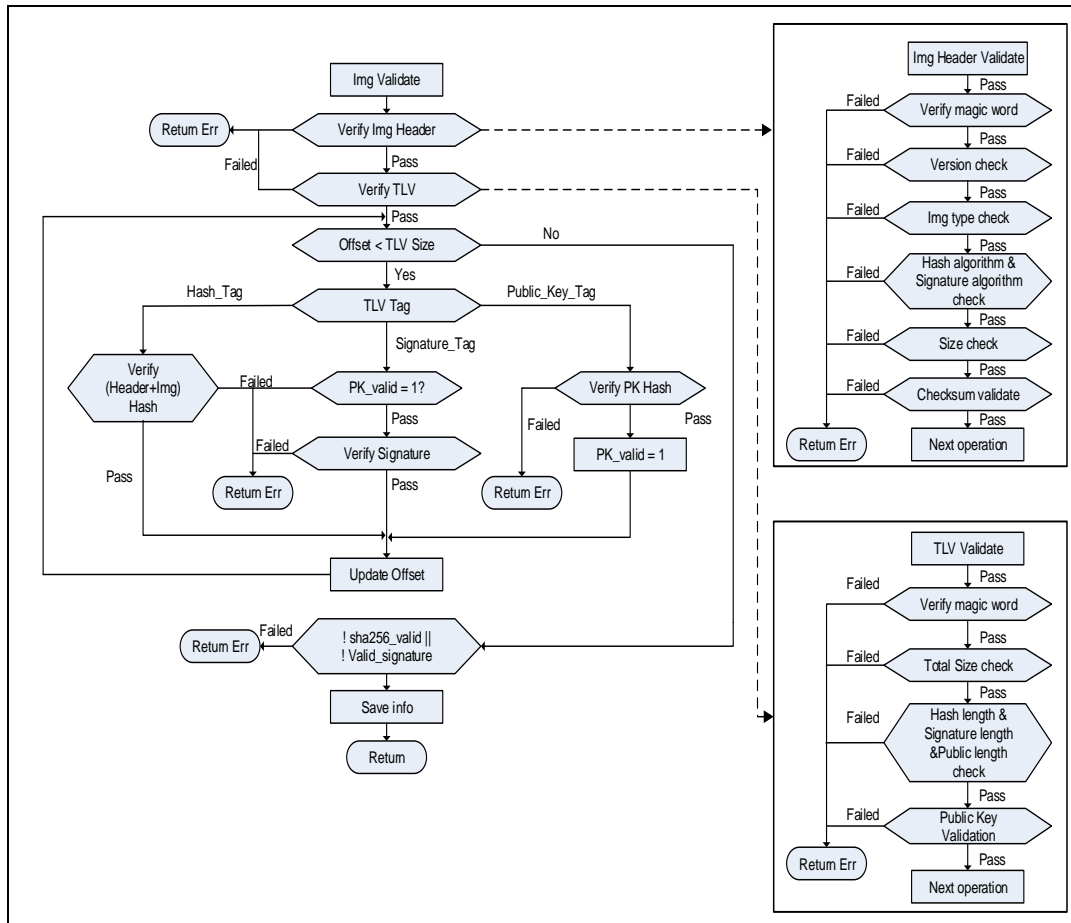 Img Validate
Return Err
Verify Img Header
Failed
Pass
Verify TLV
Pass
Offset < TLV Size
No
Yes
Hash_Tag
TLV Tag
Public_Key_Tag
Signature_Tag
Verify
(Header+Img)
Hash
Failed
PK_valid = 1?
Verify PK Hash
Pass
Failed
Pass
Failed
Verify Signature
PK_valid = 1
Pass
Pass
Return Err
Return Err
Update Offset
Failed
Return Err
! sha256_valid ||
! Valid_signature
Save info
Return
Img Header Validate
Pass
Failed
Verify magic word
Pass
Failed
Version check
Pass
Failed
Img type check
Pass
Failed
Hash algorithm &
Signature algorithm
check
Pass
Failed
Size check
Pass
Failed
Checksum validate
Pass
Return Err
Next operation
TLV Validate
Pass
Failed
Verify magic word
Pass
Failed
Total Size check
Pass
Failed
Hash length &
Signature length
&Public length
check
Pass
Failed
Public Key
Validation
Pass
Return Err
Next operation